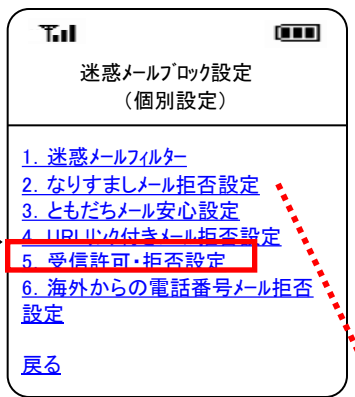 迷惑メールブロック設定
（個別設定）
1. 迷惑メールフィルター
2. なりすましメール拒否設定
3. ともだちメール安心設定
4. URLリンク付きメール拒否設定
5. 受信許可・拒否設定
6. 海外からの電話番号メール拒否
設定
戻る